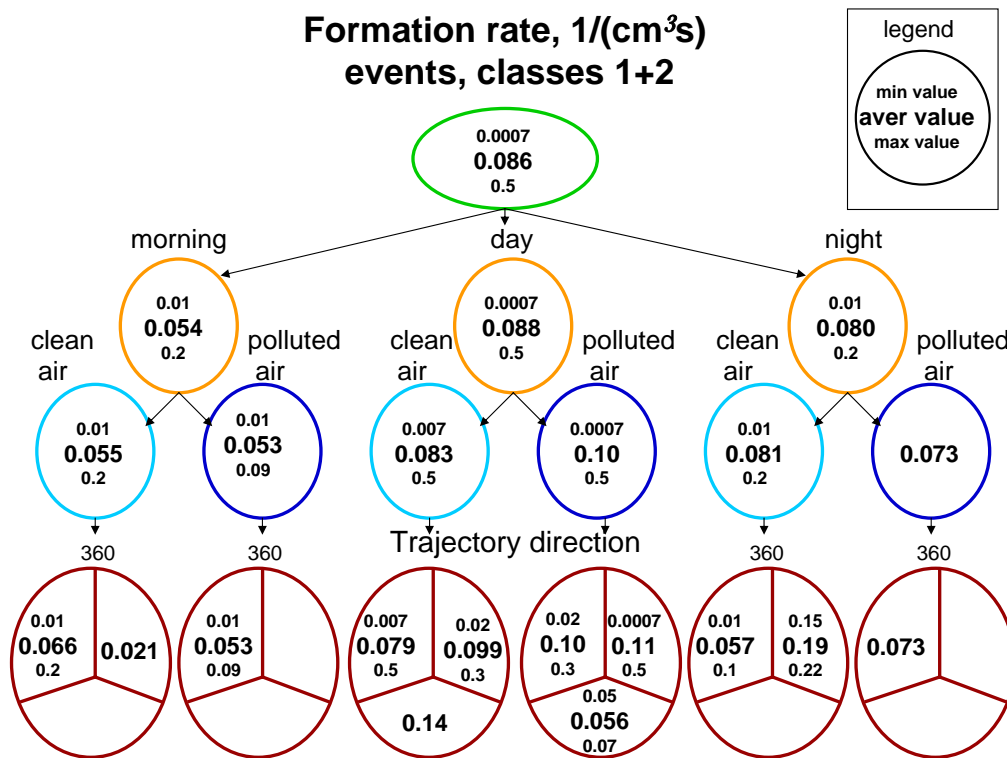 Formation rate, 1/(cm³s)
events, classes 1+2
legend
min value
aver value
max value
0.0007
0.086
0.5
morning
day
night
0.01
0.054
0.2
0.0007
0.088
0.5
0.01
0.080
0.2
clean
air
polluted
air
clean
air
polluted
air
clean
air
polluted
air
0.01
0.055
0.2
0.01
0.053
0.09
0.007
0.083
0.5
0.0007
0.10
0.5
0.01
0.081
0.2
0.073
Trajectory direction
360
360
360
360
0.01
0.066
0.2
0.021
0.01
0.053
0.09
0.007
0.079
0.5
0.02
0.099
0.3
0.14
0.02
0.10
0.3
0.0007
0.11
0.5
0.05
0.056
0.07
0.01
0.057
0.1
0.15
0.19
0.22
0.073